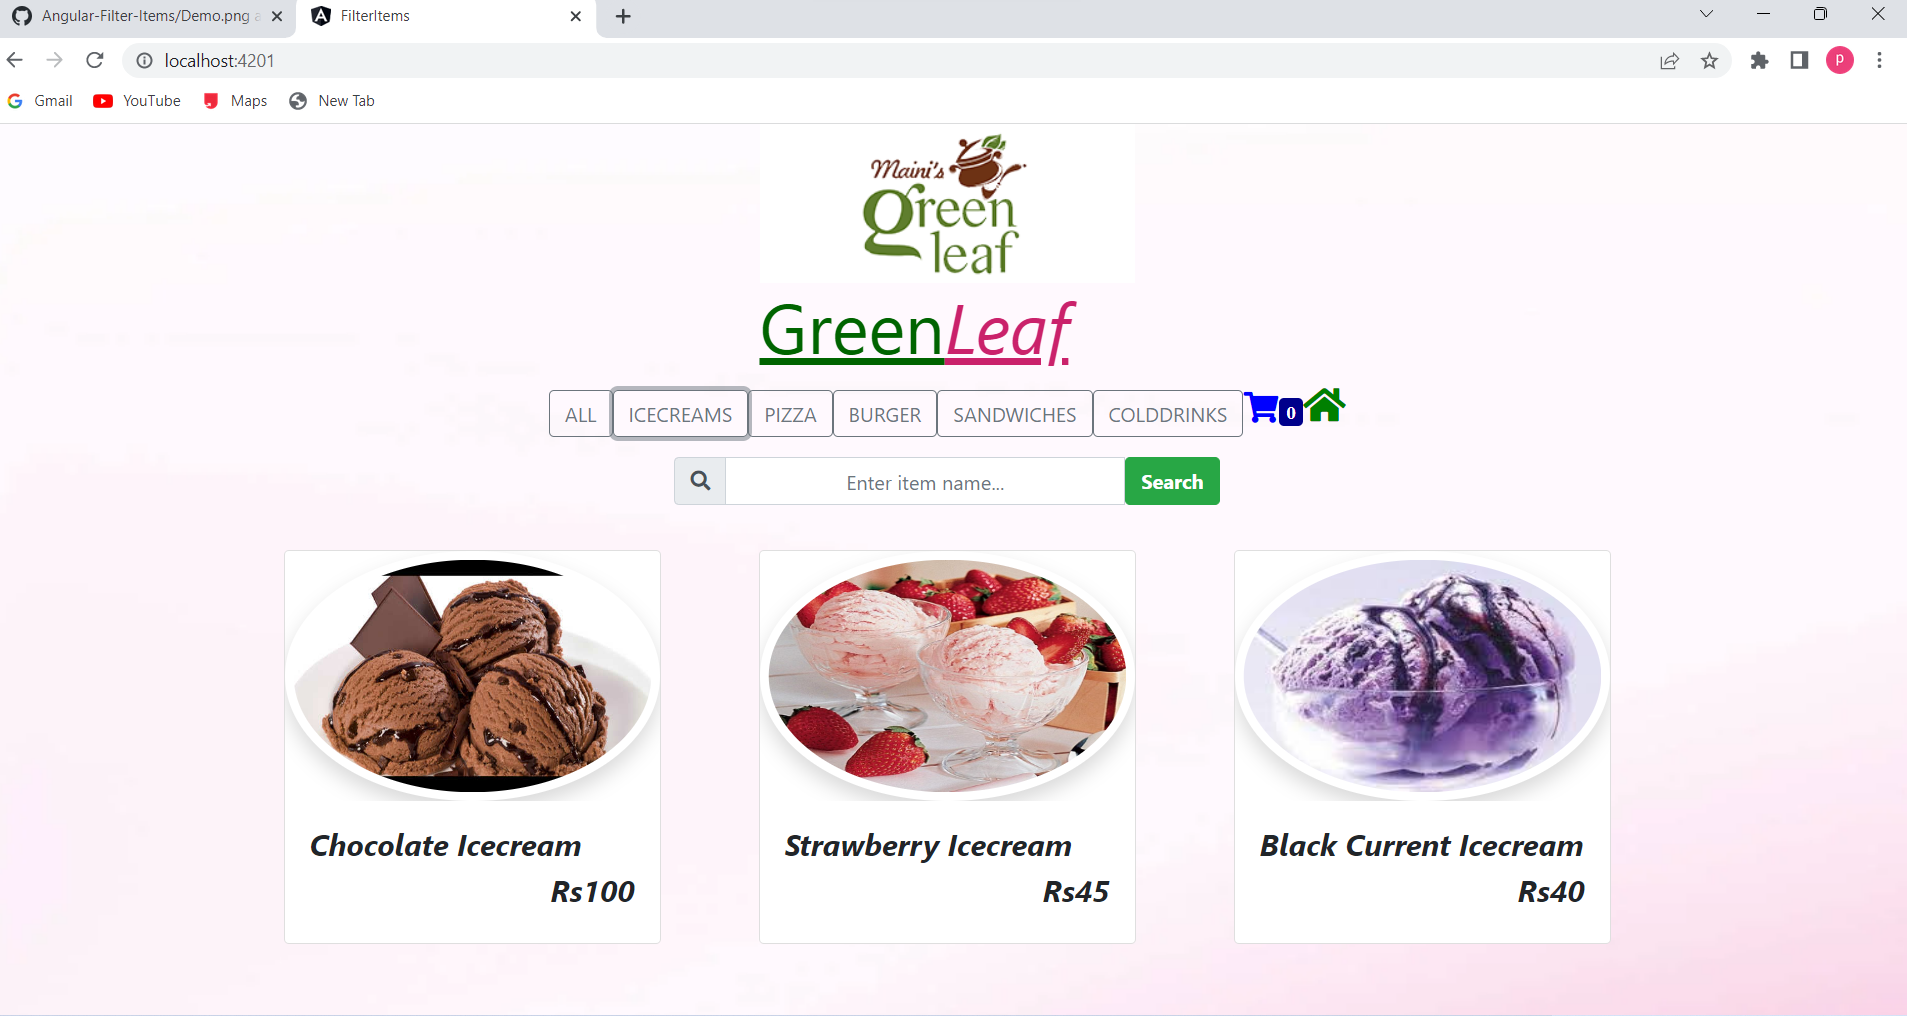 Angular-Filter-Items/Demo.png a
FilterItems
localhost:4201
P
Gmail
YouTube
Maps
New Tab
Maini's
green
leaf
GreenLeaf
ALL ICECREAMS PIZZA BURGER SANDWICHES COLDDRINKS 0
Enter item name... Search
Chocolate Icecream
Rs100
Strawberry Icecream
Rs45
Black Current Icecream
Rs40